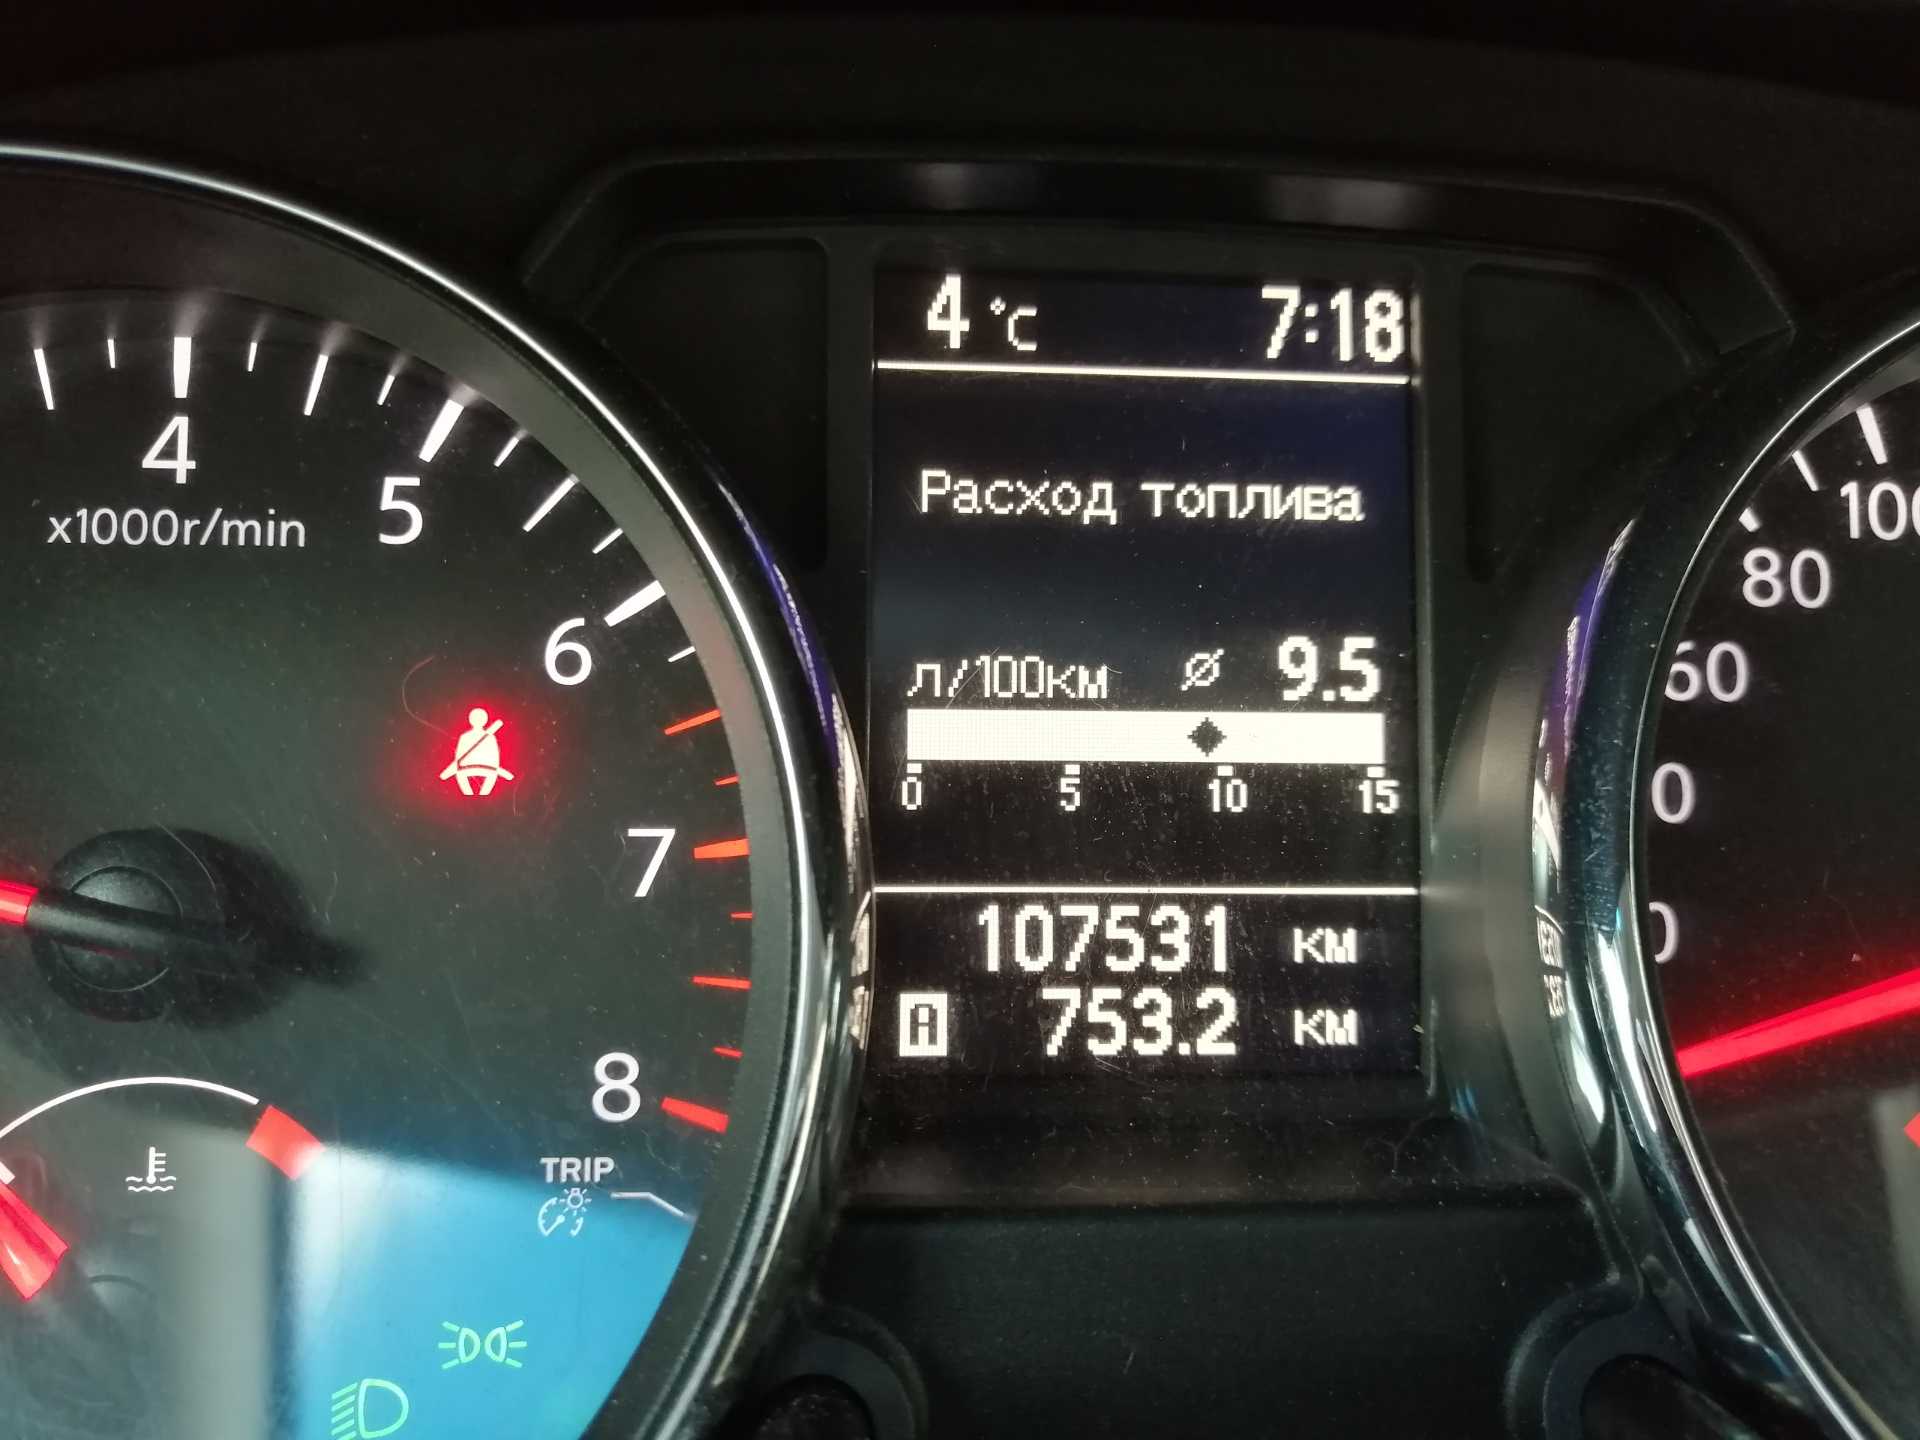 4 °C 7:18
Расход топлива
л/100км ⌀ 9.5
0 5 10 15
107531 км
A 753.2 км
4
x1000r/min
5
6
7
8
TRIP
80
60